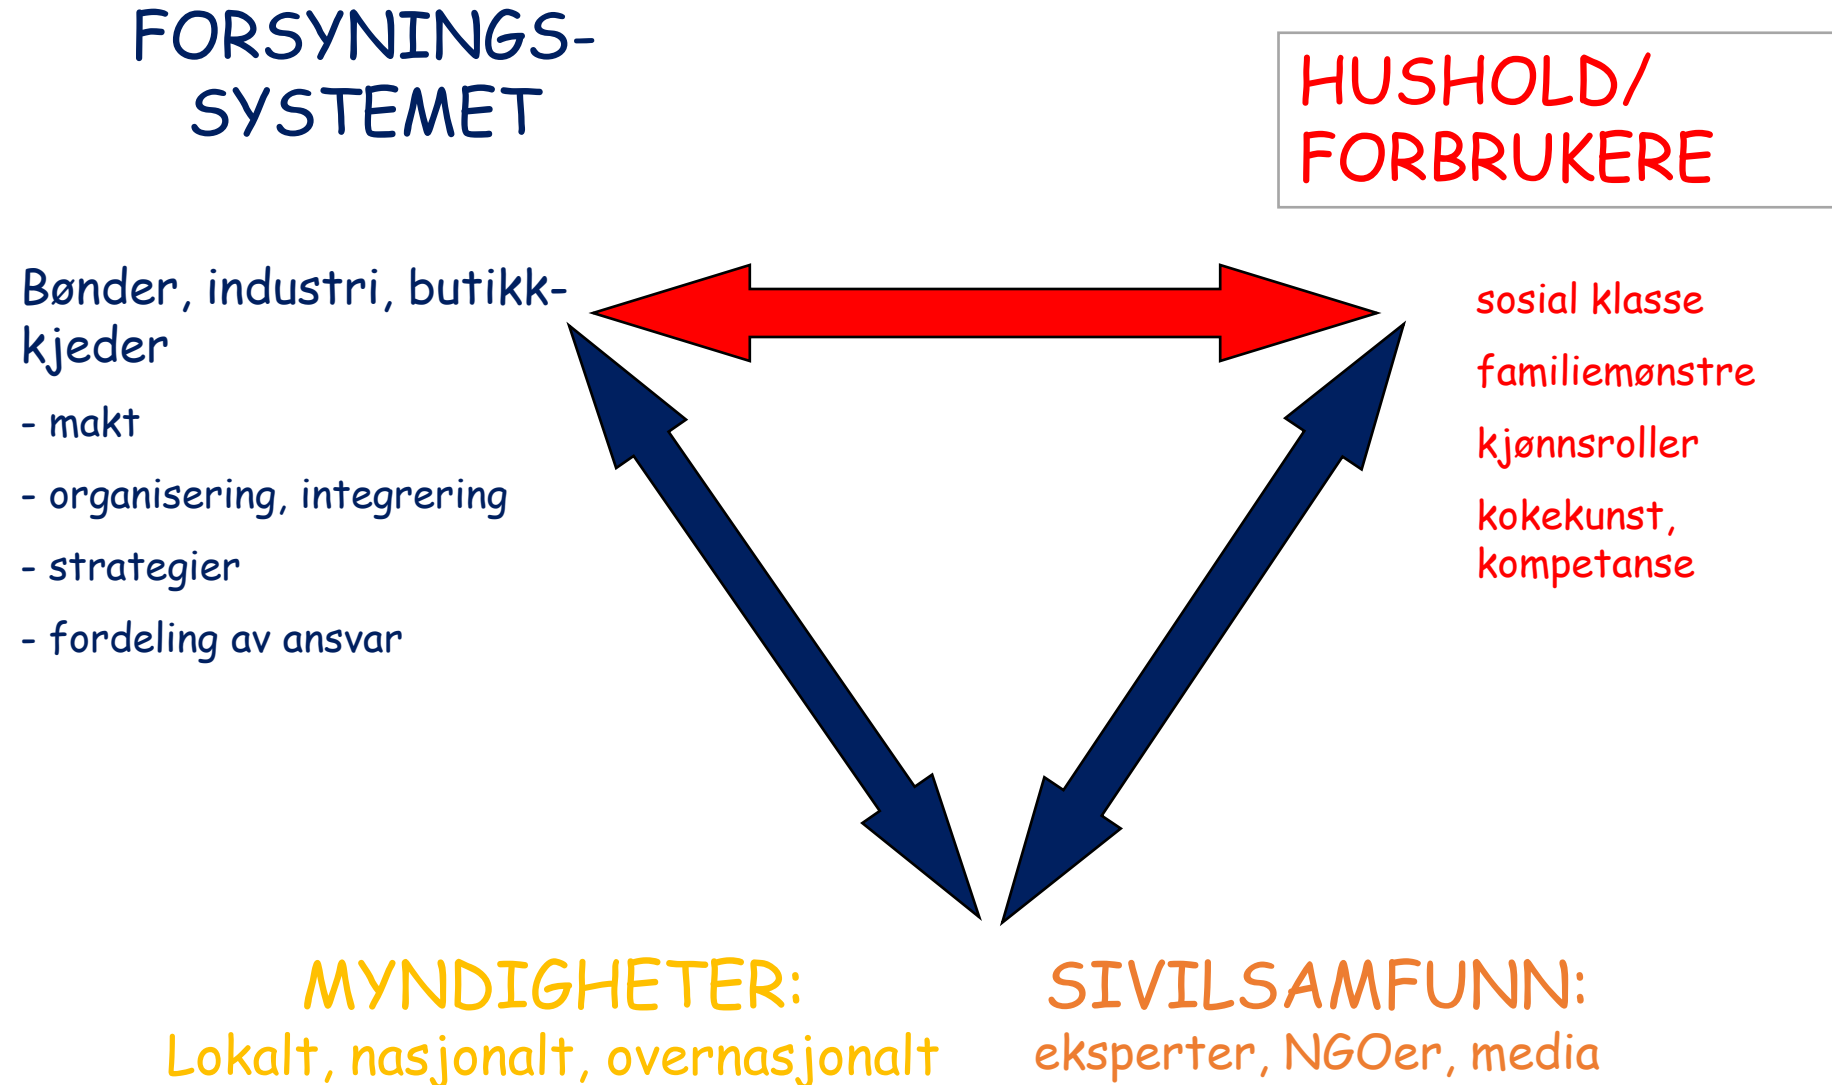 FORSYNINGS-
SYSTEMET
HUSHOLD/
FORBRUKERE
Bønder, industri, butikk-
kjeder
- makt
- organisering, integrering
- strategier
- fordeling av ansvar
sosial klasse
familiemønstre
kjønnsroller
kokekunst,
kompetanse
MYNDIGHETER:
Lokalt, nasjonalt, overnasjonalt
SIVILSAMFUNN:
eksperter, NGOer, media